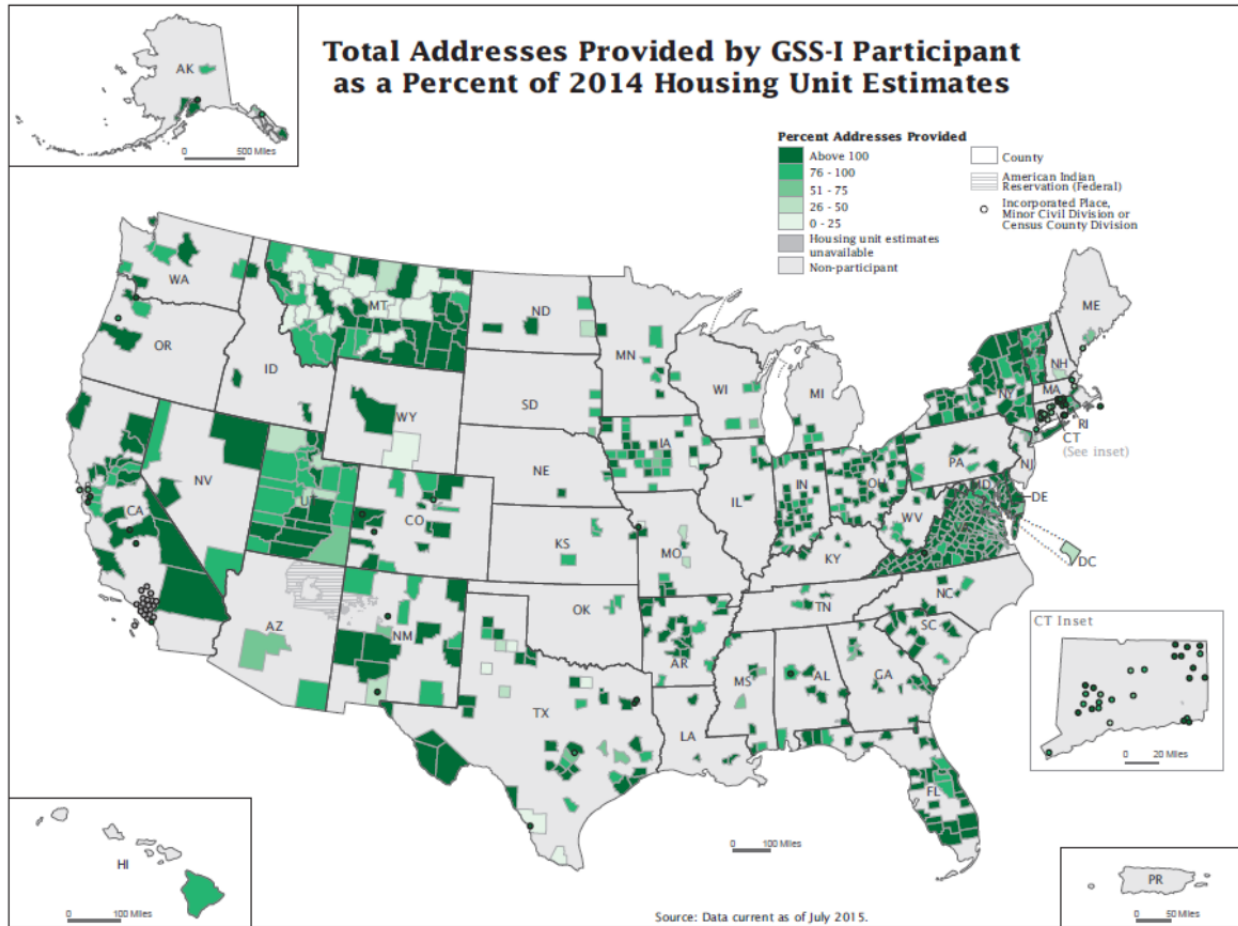 Total Addresses Provided by GSS-I Participant
as a Percent of 2014 Housing Unit Estimates
AK
0 500 Miles
Percent Addresses Provided
Above 100
76 - 100
51 - 75
26 - 50
0 - 25
Housing unit estimates
unavailable
Non-participant
County
American Indian
Reservation (Federal)
Incorporated Place,
Minor Civil Division or
Census County Division
WA
MT
ND
MN
ME
OR
ID
WY
SD
WI
MI
NY
NH
MA
RI
CT
(See inset)
NV
UT
CO
NE
IA
IL
IN
OH
PA
NJ
MD
DE
DC
CA
KS
MO
KY
WV
AZ
NM
OK
AR
TN
NC
SC
TX
LA
MS
AL
GA
FL
CT Inset
0 20 Miles
HI
0 100 Miles
0 100 Miles
PR
0 50 Miles
Source: Data current as of July 2015.